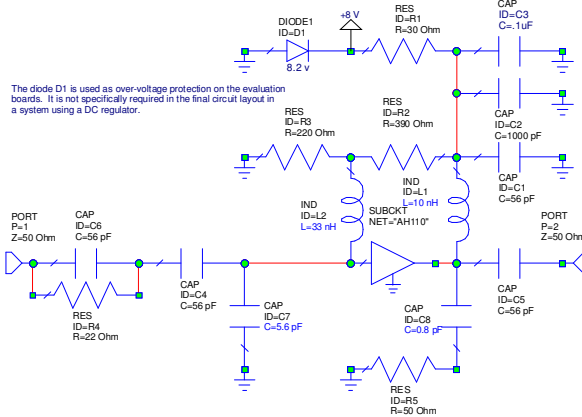 CAP
ID=C3
C=.1uF
+8 V
DIODE1
ID=D1
8.2 v
RES
ID=R1
R=30 Ohm
The diode D1 is used as over-voltage protection on the evaluation
boards. It is not specifically required in the final circuit layout in
a system using a DC regulator.
CAP
ID=C2
C=1000 pF
RES
ID=R3
R=220 Ohm
RES
ID=R2
R=390 Ohm
CAP
ID=C1
C=56 pF
IND
ID=L2
L=33 nH
IND
ID=L1
L=10 nH
SUBCKT
NET="AH110"
PORT
P=1
Z=50 Ohm
CAP
ID=C6
C=56 pF
PORT
P=2
Z=50 Ohm
CAP
ID=C4
C=56 pF
CAP
ID=C5
C=56 pF
RES
ID=R4
R=22 Ohm
CAP
ID=C7
C=5.6 pF
CAP
ID=C8
C=0.8 pF
RES
ID=R5
R=50 Ohm